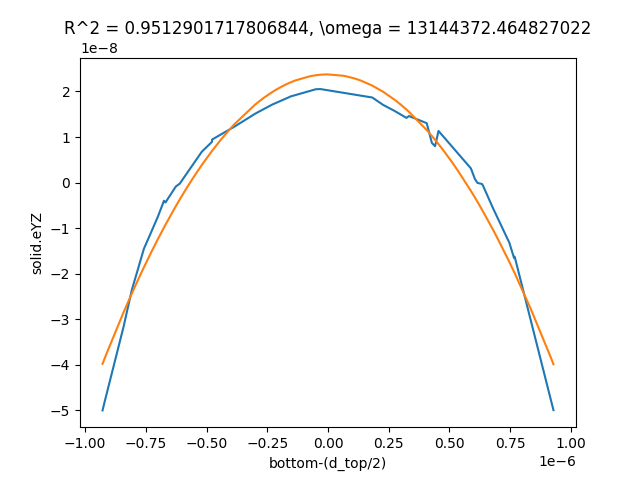 R^2 = 0.9512901717806844, \omega = 13144372.464827022
1e−8
2
1
0
−1
−2
−3
−4
−5
solid.eYZ
−1.00 −0.75 −0.50 −0.25 0.00 0.25 0.50 0.75 1.00
bottom-(d_top/2)
1e−6